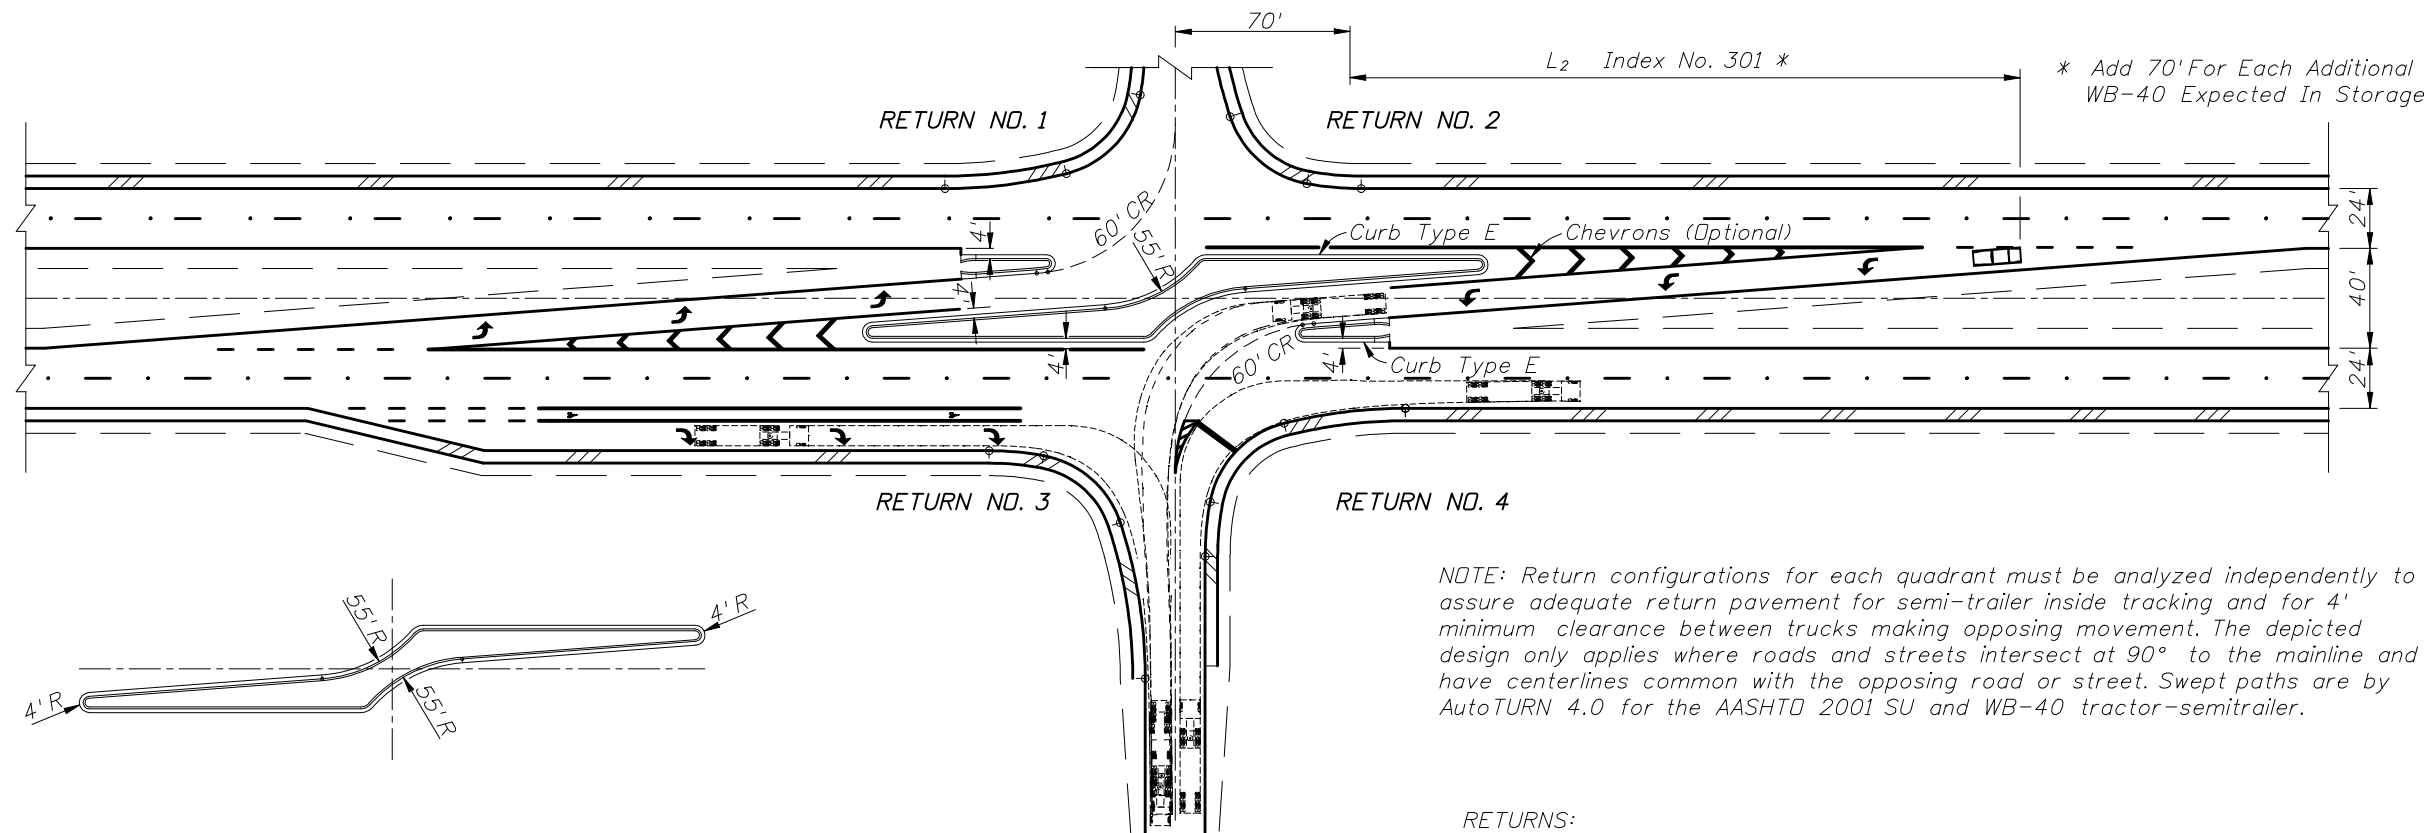 70'
L2 Index No. 301 *
* Add 70' For Each Additional
WB-40 Expected In Storage
RETURN NO. 1
RETURN NO. 2
60' CR
55' R
4'
Curb Type E
Chevrons (Optional)
24'
4'
40'
4'
60' CR
4'
Curb Type E
24'
RETURN NO. 3
RETURN NO. 4
55' R
4' R
4' R
55' R
NOTE: Return configurations for each quadrant must be analyzed independently to
assure adequate return pavement for semi-trailer inside tracking and for 4'
minimum clearance between trucks making opposing movement. The depicted
design only applies where roads and streets intersect at 90° to the mainline and
have centerlines common with the opposing road or street. Swept paths are by
AutoTURN 4.0 for the AASHTO 2001 SU and WB-40 tractor-semitrailer.
RETURNS: